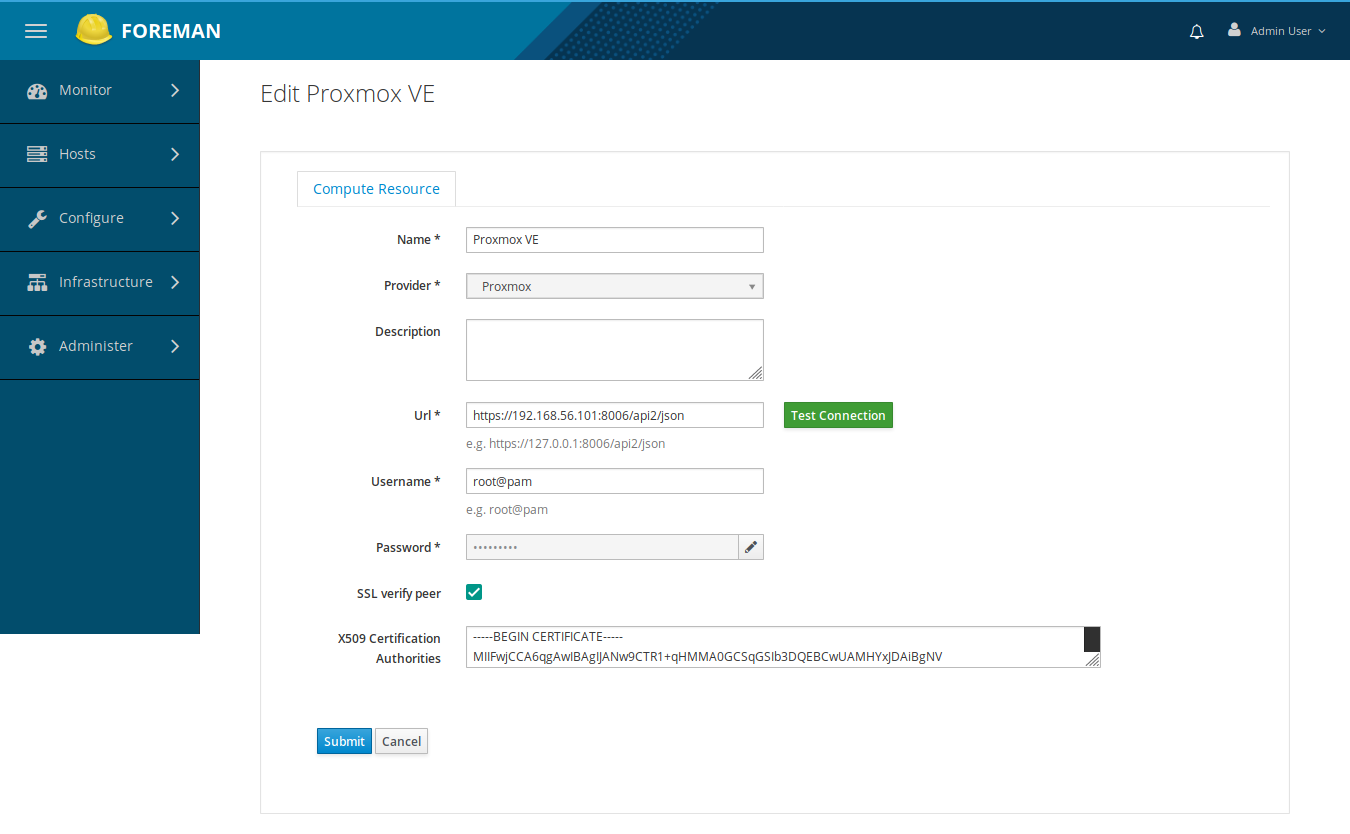 FOREMAN
Admin User
Monitor
Hosts
Configure
Infrastructure
Administer
Edit Proxmox VE
Compute Resource
Name *
Proxmox VE
Provider *
Proxmox
Description
Url *
https://192.168.56.101:8006/api2/json
Test Connection
e.g. https://127.0.0.1:8006/api2/json
Username *
root@pam
e.g. root@pam
Password *
•••••••••
SSL verify peer
X509 Certification
Authorities
-----BEGIN CERTIFICATE-----
MIIFwjCCA6qgAwIBAgIJANw9CTR1+qHMMA0GCSqGSIb3DQEBCwUAMHYxJDAiBgNV
Submit
Cancel